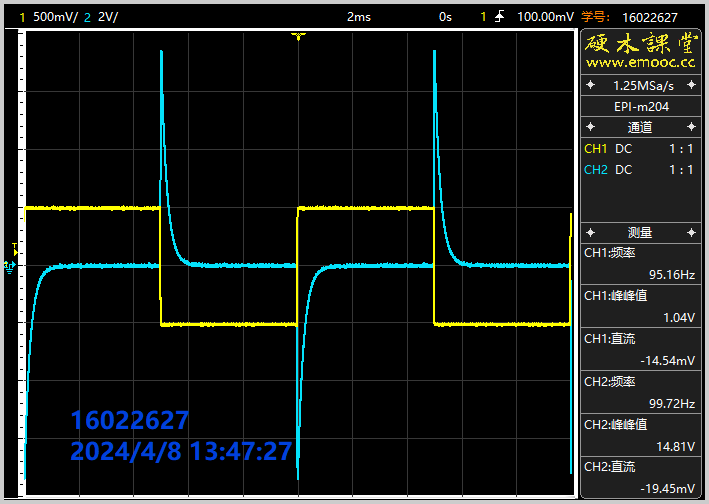 1 500mV/ 2 2V/ 2ms 0s 1 100.00mV 学号: 16022627
硬木課堂
www.emooc.cc
1.25MSa/s
EPI-m204
通道
CH1 DC 1 : 1
CH2 DC 1 : 1
测量
CH1:频率
95.16Hz
CH1:峰峰值
1.04V
CH1:直流
-14.54mV
CH2:频率
99.72Hz
CH2:峰峰值
14.81V
CH2:直流
-19.45mV
T
16022627
2024/4/8 13:47:27